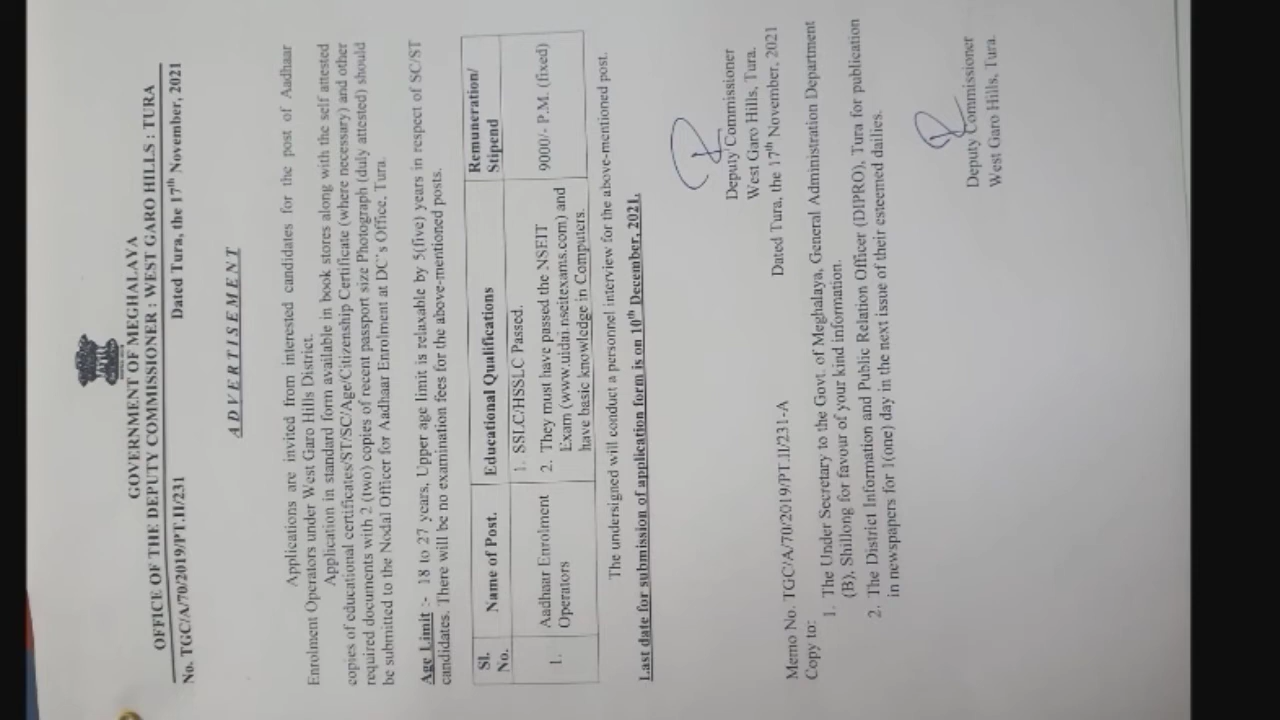 GOVERNMENT OF MEGHALAYA
OFFICE OF THE DEPUTY COMMISSIONER : WEST GARO HILLS : TURA
No. TGC/A/70/2019/PT.II/231 Dated Tura, the 17th November, 2021
ADVERTISEMENT
Applications are invited from interested candidates for the post of Aadhaar
Enrolment Operators under West Garo Hills District.
Application in standard form available in book stores along with the self attested
copies of educational certificates/ST/SC/Age/Citizenship Certificate (where necessary) and other
required documents with 2 (two) copies of recent passport size Photograph (duly attested) should
be submitted to the Nodal Officer for Aadhaar Enrolment at DC's Office, Tura.
Age Limit :- 18 to 27 years, Upper age limit is relaxable by 5(five) years in respect of SC/ST
candidates. There will be no examination fees for the above-mentioned posts.
Sl. No. Name of Post. Educational Qualifications Remuneration/ Stipend
1. Aadhaar Enrolment Operators
1. SSLC/HSSLC Passed.
2. They must have passed the NSEIT
Exam (www.uidai.nseitexams.com) and
have basic knowledge in Computers.
9000/- P.M. (fixed)
The undersigned will conduct a personel interview for the above-mentioned post.
Last date for submission of application form is on 10th December, 2021.
Deputy Commissioner
West Garo Hills, Tura.
Memo No. TGC/A/70/2019/PT.II/231-A Dated Tura, the 17th November, 2021
Copy to:
1. The Under Secretary to the Govt. of Meghalaya, General Administration Department
(B), Shillong for favour of your kind information.
2. The District Information and Public Relation Officer (DIPRO), Tura for publication
in newspapers for 1(one) day in the next issue of their esteemed dailies.
Deputy Commissioner
West Garo Hills, Tura.